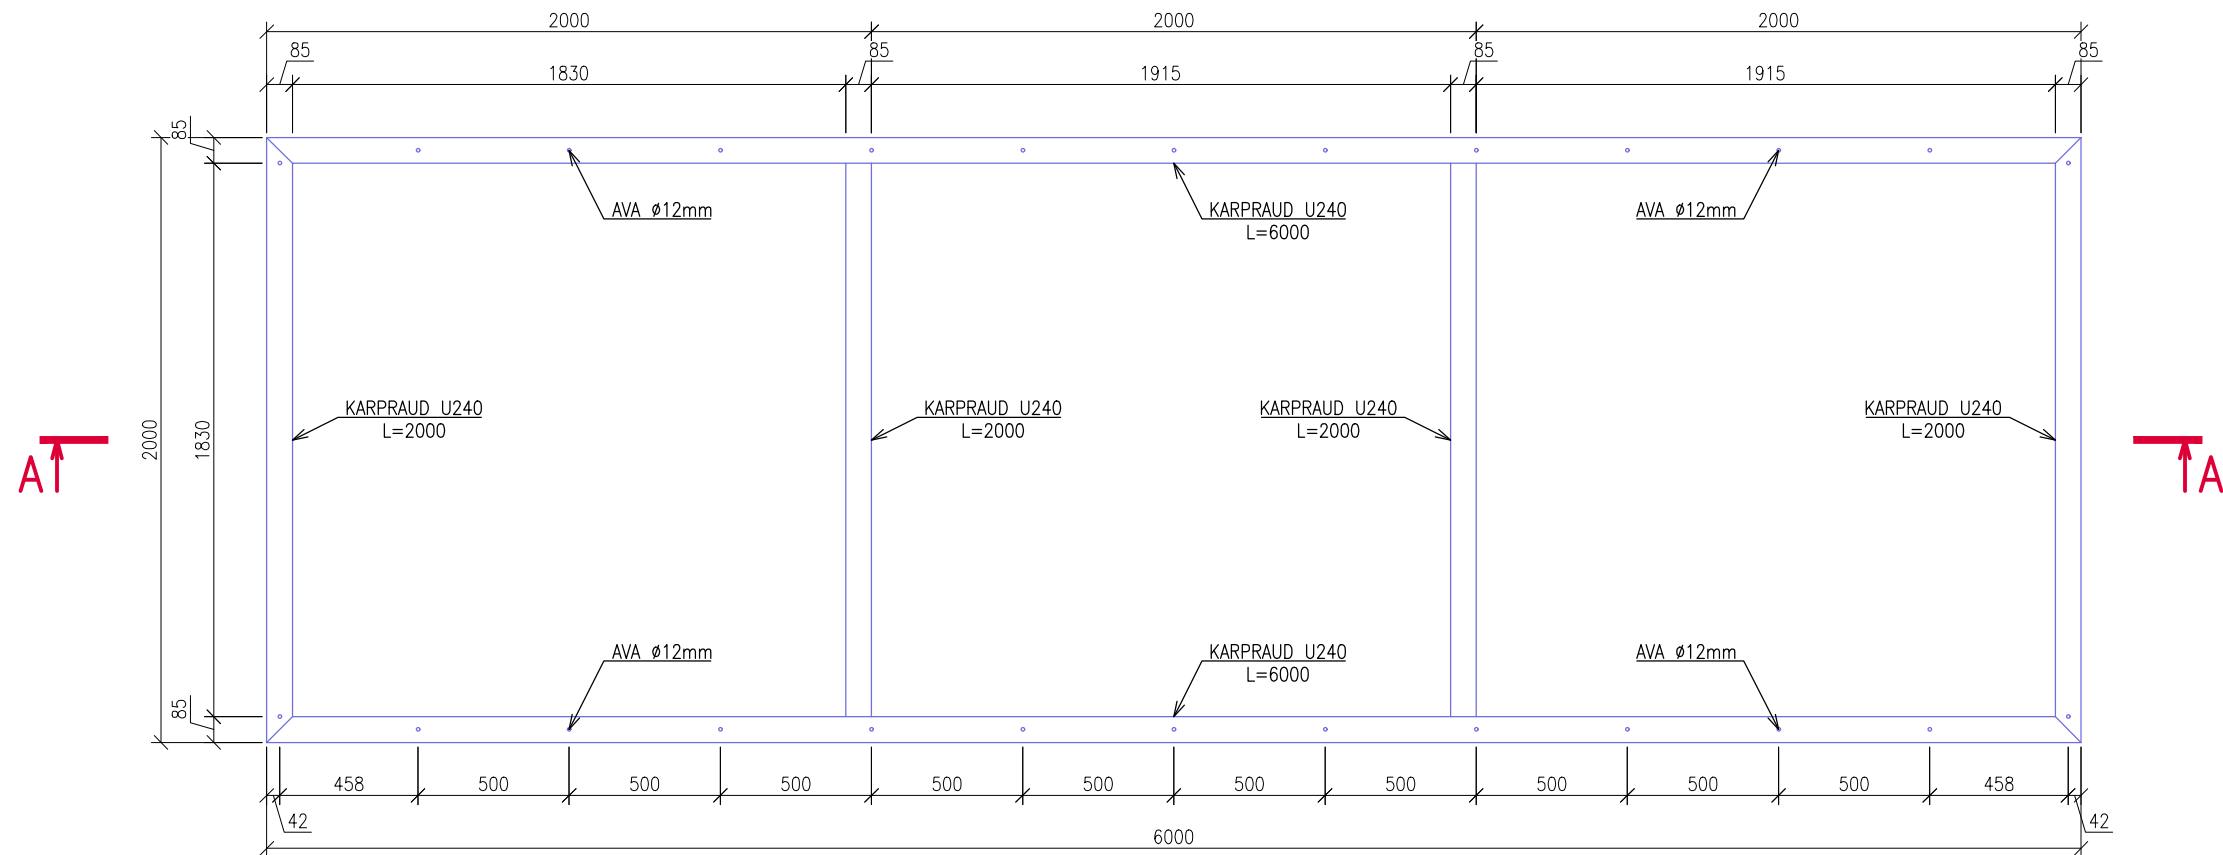 2000 2000 2000
85 85 85 85
1830 1915 1915
85
AVA ø12mm KARPRAUD U240 AVA ø12mm
L=6000
KARPRAUD U240 KARPRAUD U240 KARPRAUD U240 KARPRAUD U240
L=2000 L=2000 L=2000 L=2000
2000 1830
A A
AVA ø12mm KARPRAUD U240 AVA ø12mm
L=6000
85
458 500 500 500 500 500 500 500 500 500 500 458
42 42
6000